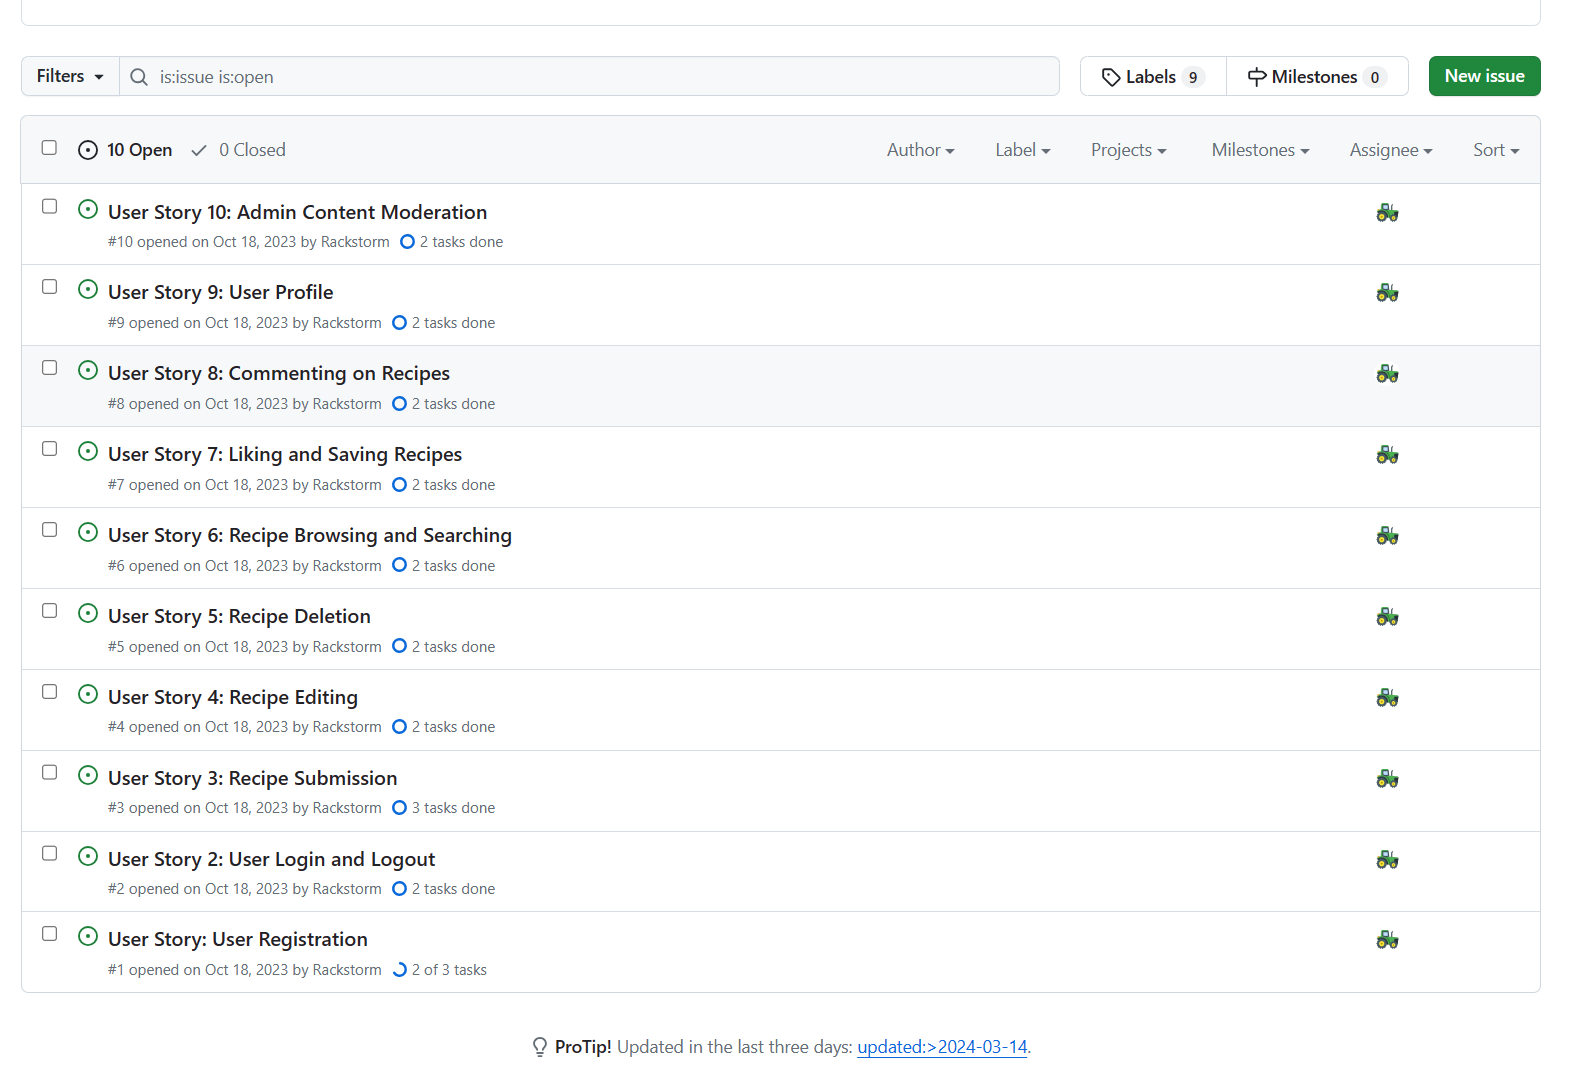 Filters is:issue is:open Labels 9 Milestones 0 New issue
10 Open 0 Closed Author Label Projects Milestones Assignee Sort
User Story 10: Admin Content Moderation
#10 opened on Oct 18, 2023 by Rackstorm 2 tasks done
User Story 9: User Profile
#9 opened on Oct 18, 2023 by Rackstorm 2 tasks done
User Story 8: Commenting on Recipes
#8 opened on Oct 18, 2023 by Rackstorm 2 tasks done
User Story 7: Liking and Saving Recipes
#7 opened on Oct 18, 2023 by Rackstorm 2 tasks done
User Story 6: Recipe Browsing and Searching
#6 opened on Oct 18, 2023 by Rackstorm 2 tasks done
User Story 5: Recipe Deletion
#5 opened on Oct 18, 2023 by Rackstorm 2 tasks done
User Story 4: Recipe Editing
#4 opened on Oct 18, 2023 by Rackstorm 2 tasks done
User Story 3: Recipe Submission
#3 opened on Oct 18, 2023 by Rackstorm 3 tasks done
User Story 2: User Login and Logout
#2 opened on Oct 18, 2023 by Rackstorm 2 tasks done
User Story: User Registration
#1 opened on Oct 18, 2023 by Rackstorm 2 of 3 tasks
ProTip! Updated in the last three days: updated:>2024-03-14.